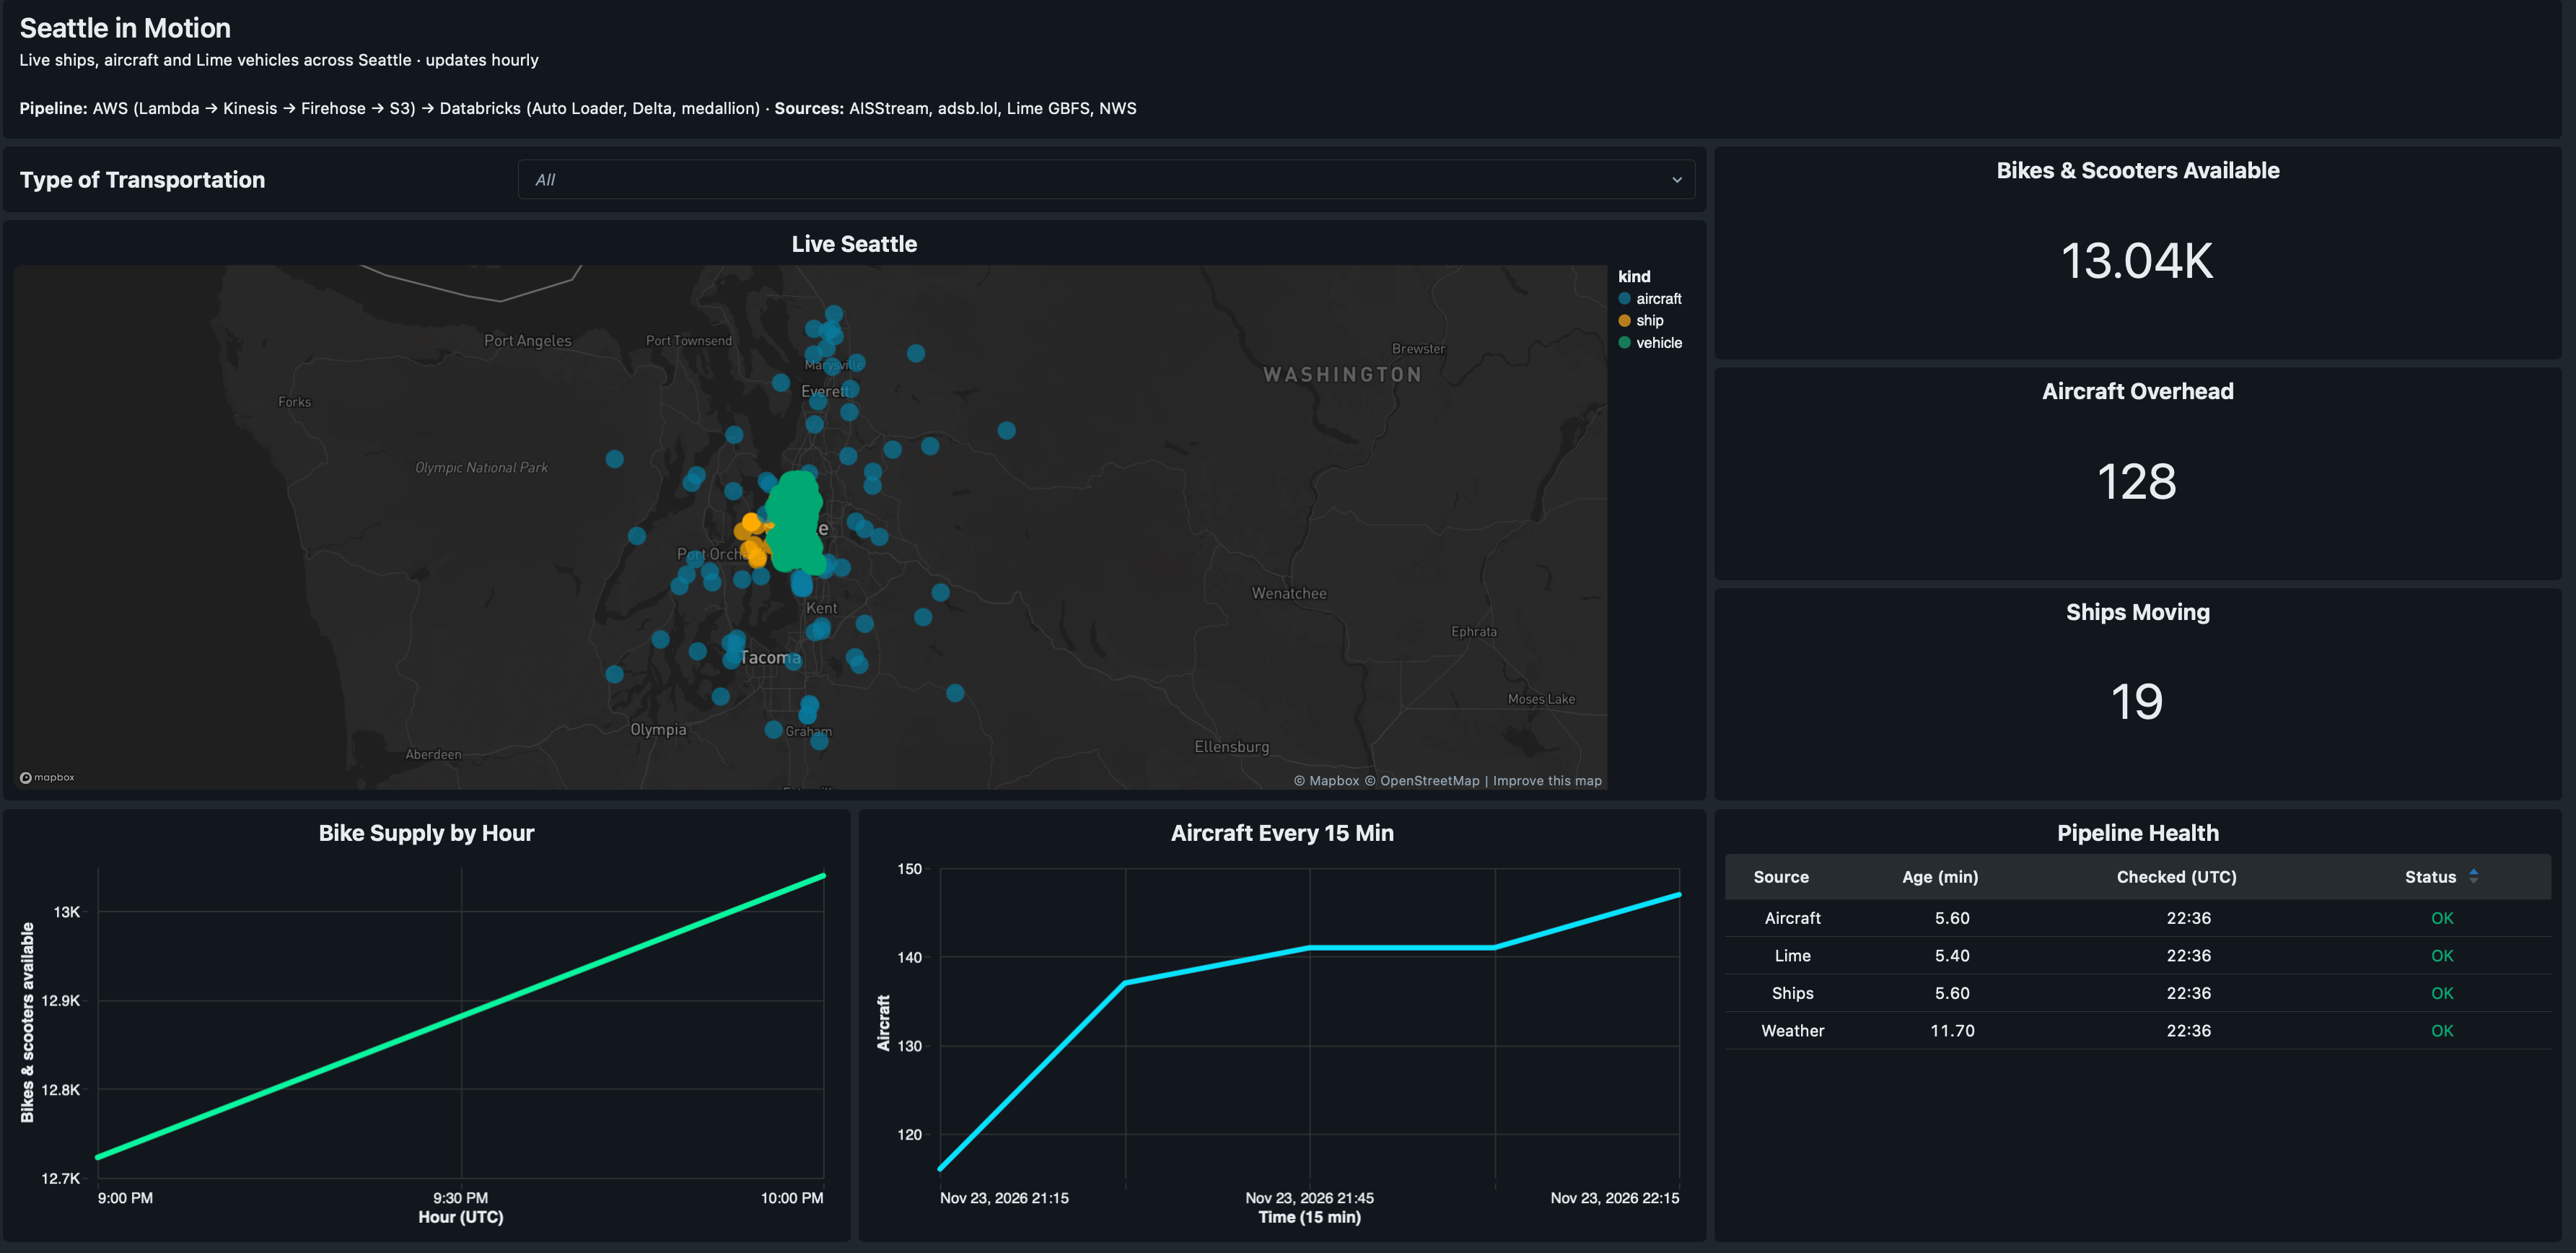 Seattle in Motion
Live ships, aircraft and Lime vehicles across Seattle · updates hourly
Pipeline: AWS (Lambda → Kinesis → Firehose → S3) → Databricks (Auto Loader, Delta, medallion) · Sources: AISStream, adsb.lol, Lime GBFS, NWS
Type of Transportation
All
Live Seattle
kind
aircraft
ship
vehicle
Port Angeles
Port Townsend
Marysville
Everett
Forks
Olympic National Park
WASHINGTON
Brewster
Port Orch
e
Kent
Wenatchee
Ephrata
Tacoma
Olympia
Graham
Moses Lake
Aberdeen
Ellensburg
mapbox
© Mapbox © OpenStreetMap | Improve this map
Bikes & Scooters Available
13.04K
Aircraft Overhead
128
Ships Moving
19
Bike Supply by Hour
Bikes & scooters available
13K
12.9K
12.8K
12.7K
9:00 PM 9:30 PM 10:00 PM
Hour (UTC)
Aircraft Every 15 Min
Aircraft
150
140
130
120
Nov 23, 2026 21:15 Nov 23, 2026 21:45 Nov 23, 2026 22:15
Time (15 min)
Pipeline Health
Source Age (min) Checked (UTC) Status
Aircraft 5.60 22:36 OK
Lime 5.40 22:36 OK
Ships 5.60 22:36 OK
Weather 11.70 22:36 OK